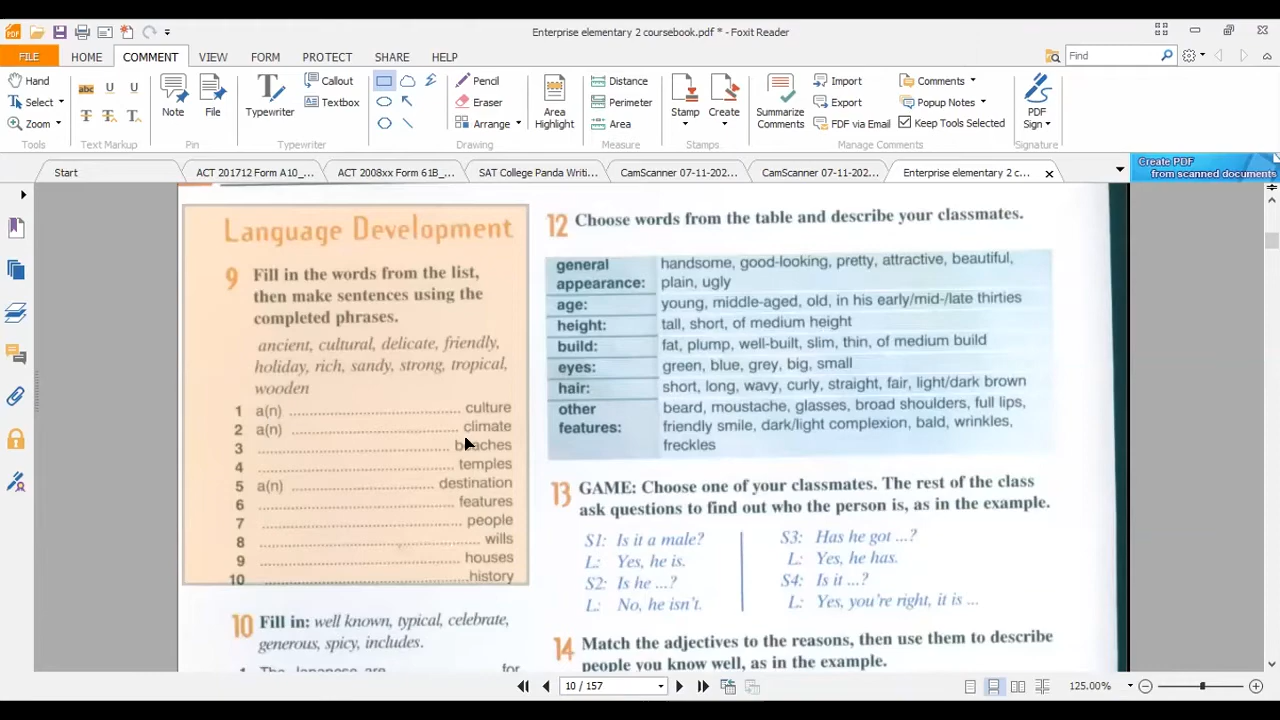 Enterprise elementary 2 coursebook.pdf * - Foxit Reader
FILE HOME COMMENT VIEW FORM PROTECT SHARE HELP
Find
Hand
Select
Zoom
Tools
Text Markup
Note
File
Pin
Typewriter
Callout
Textbox
Typewriter
Pencil
Eraser
Arrange
Drawing
Area Highlight
Distance
Perimeter
Area
Measure
Stamp
Create
Stamps
Summarize Comments
Import
Export
FDF via Email
Comments
Popup Notes
Keep Tools Selected
Manage Comments
PDF Sign
Signature
Start
ACT 201712 Form A10_...
ACT 2008xx Form 61B_...
SAT College Panda Writi...
CamScanner 07-11-202...
CamScanner 07-11-202...
Enterprise elementary 2 c...
Create PDF
from scanned documents
Language Development
9 Fill in the words from the list,
then make sentences using the
completed phrases.
ancient, cultural, delicate, friendly,
holiday, rich, sandy, strong, tropical,
wooden
1 a(n) .......... culture
2 a(n) .......... climate
3 .......... beaches
4 .......... temples
5 a(n) .......... destination
6 .......... features
7 .......... people
8 .......... wills
9 .......... houses
10 .......... history
10 Fill in: well known, typical, celebrate,
generous, spicy, includes.
1 The Japanese are .......... for
12 Choose words from the table and describe your classmates.
general appearance: handsome, good-looking, pretty, attractive, beautiful,
plain, ugly
age: young, middle-aged, old, in his early/mid-/late thirties
height: tall, short, of medium height
build: fat, plump, well-built, slim, thin, of medium build
eyes: green, blue, grey, big, small
hair: short, long, wavy, curly, straight, fair, light/dark brown
other features: beard, moustache, glasses, broad shoulders, full lips,
friendly smile, dark/light complexion, bald, wrinkles,
freckles
13 GAME: Choose one of your classmates. The rest of the class
ask questions to find out who the person is, as in the example.
S1: Is it a male?
L: Yes, he is.
S2: Is he ...?
L: No, he isn't.
S3: Has he got ...?
L: Yes, he has.
S4: Is it ...?
L: Yes, you're right, it is ...
14 Match the adjectives to the reasons, then use them to describe
people you know well, as in the example.
10 / 157
125.00%